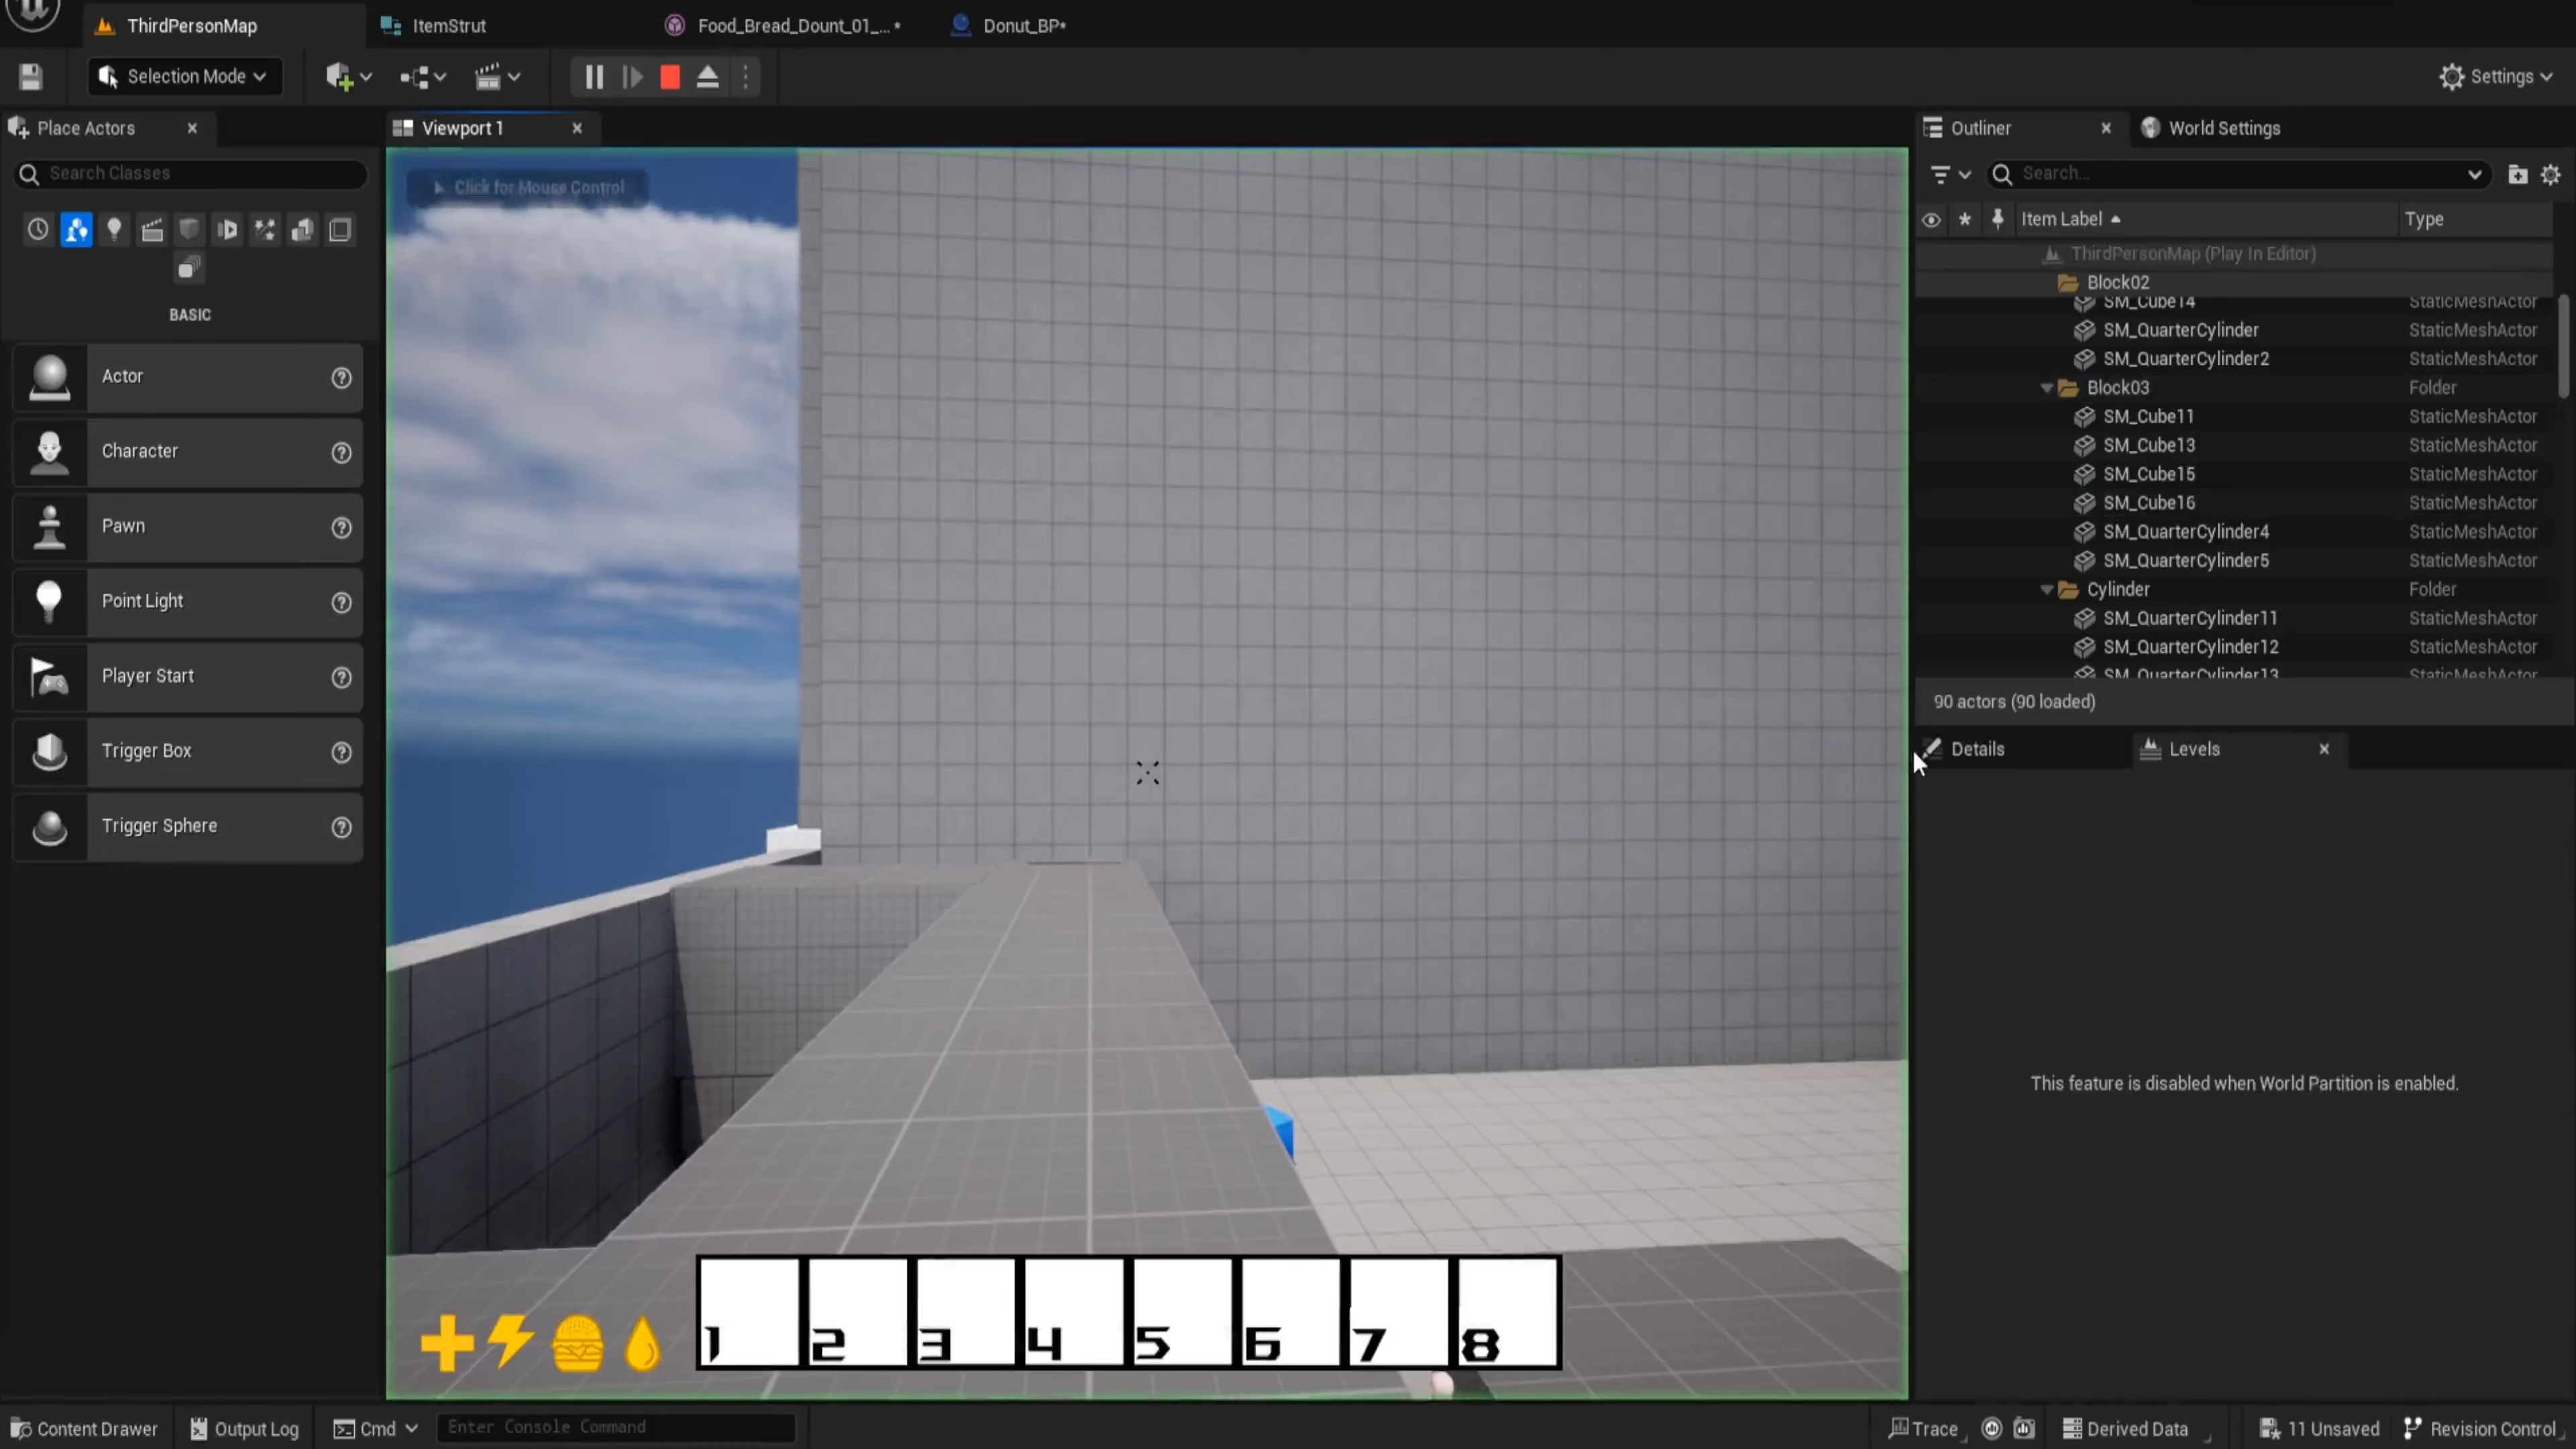 ThirdPersonMap
ItemStrut
Food_Bread_Dount_01_... *
Donut_BP*
Selection Mode
Settings
Place Actors
Viewport 1
Outliner
World Settings
Search Classes
Click for Mouse Control
Search...
Item Label
Type
ThirdPersonMap (Play In Editor)
Block02
SM_Cube14 StaticMeshActor
SM_QuarterCylinder StaticMeshActor
SM_QuarterCylinder2 StaticMeshActor
Block03 Folder
SM_Cube11 StaticMeshActor
SM_Cube13 StaticMeshActor
SM_Cube15 StaticMeshActor
SM_Cube16 StaticMeshActor
SM_QuarterCylinder4 StaticMeshActor
SM_QuarterCylinder5 StaticMeshActor
Cylinder Folder
SM_QuarterCylinder11 StaticMeshActor
SM_QuarterCylinder12 StaticMeshActor
SM_QuarterCylinder13 StaticMeshActor
90 actors (90 loaded)
BASIC
Actor
Character
Pawn
Point Light
Player Start
Trigger Box
Trigger Sphere
Details
Levels
This feature is disabled when World Partition is enabled.
1 2 3 4 5 6 7 8
Content Drawer
Output Log
Cmd
Enter Console Command
Trace
Derived Data
11 Unsaved
Revision Control